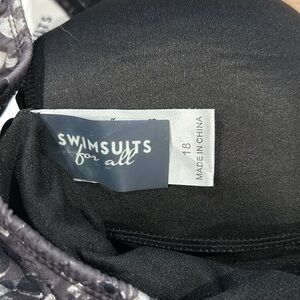 SWIMSUITS
for all
18
MADE IN CHINA